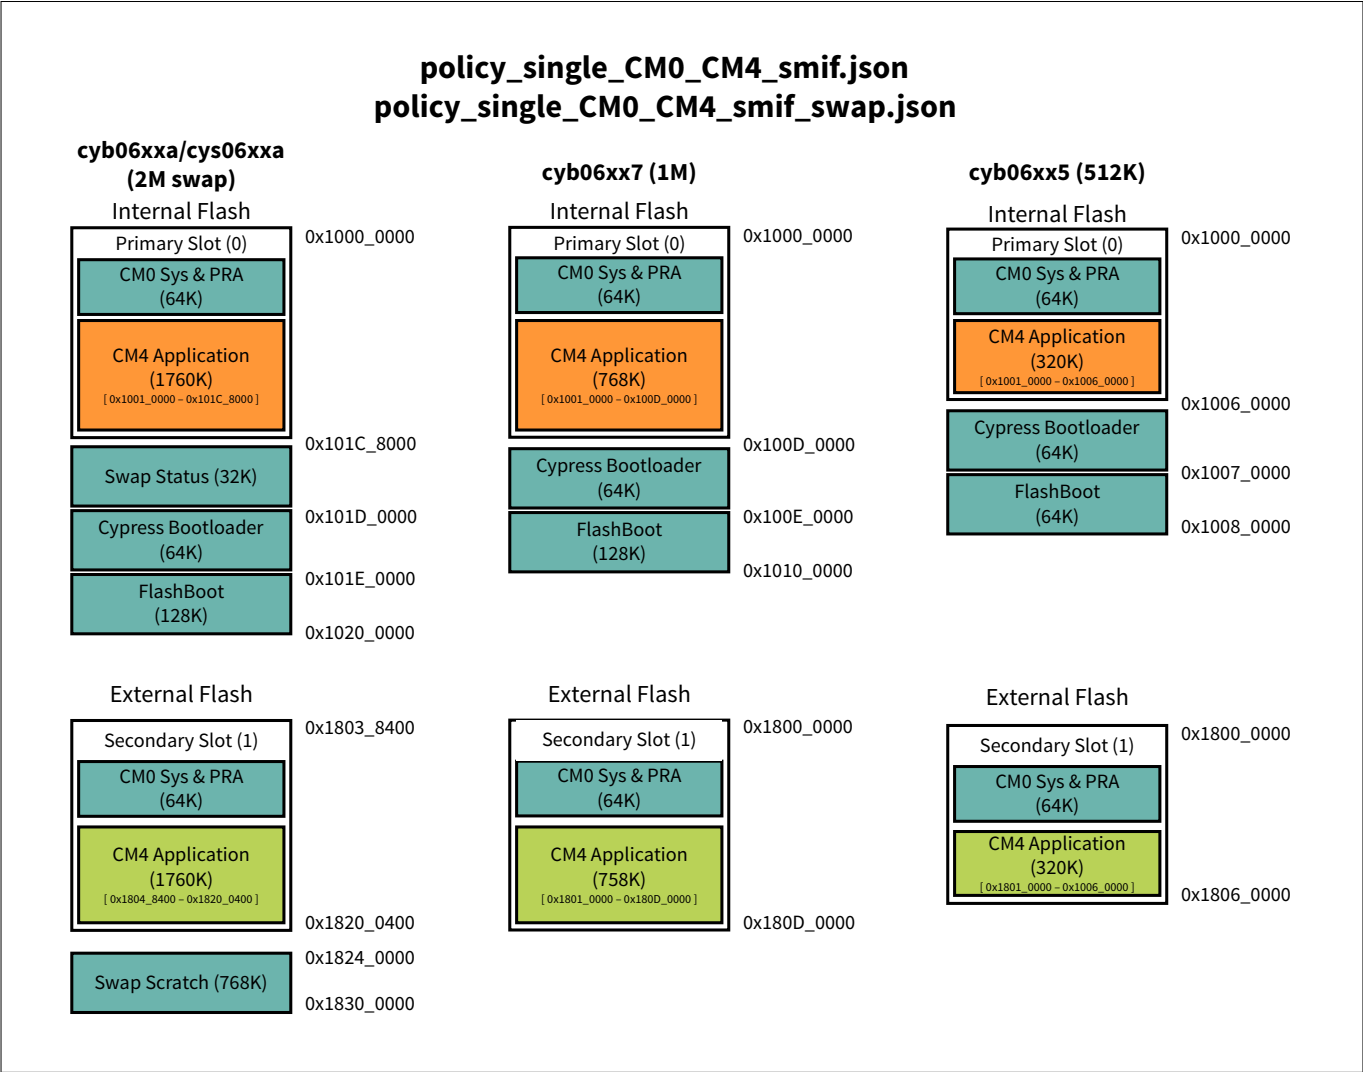 policy_single_CM0_CM4_smif.json
policy_single_CM0_CM4_smif_swap.json
cyb06xxa/cys06xxa
(2M swap)
Internal Flash
Primary Slot (0)
0x1000_0000
CM0 Sys & PRA
(64K)
CM4 Application
(1760K)
[ 0x1001_0000 – 0x101C_8000 ]
0x101C_8000
Swap Status (32K)
0x101D_0000
Cypress Bootloader
(64K)
0x101E_0000
FlashBoot
(128K)
0x1020_0000
External Flash
0x1803_8400
Secondary Slot (1)
CM0 Sys & PRA
(64K)
CM4 Application
(1760K)
[ 0x1804_8400 – 0x1820_0400 ]
0x1820_0400
0x1824_0000
Swap Scratch (768K)
0x1830_0000
cyb06xx7 (1M)
Internal Flash
Primary Slot (0)
0x1000_0000
CM0 Sys & PRA
(64K)
CM4 Application
(768K)
[ 0x1001_0000 – 0x100D_0000 ]
0x100D_0000
Cypress Bootloader
(64K)
0x100E_0000
FlashBoot
(128K)
0x1010_0000
External Flash
0x1800_0000
Secondary Slot (1)
CM0 Sys & PRA
(64K)
CM4 Application
(758K)
[ 0x1801_0000 – 0x180D_0000 ]
0x180D_0000
cyb06xx5 (512K)
Internal Flash
Primary Slot (0)
0x1000_0000
CM0 Sys & PRA
(64K)
CM4 Application
(320K)
[ 0x1001_0000 – 0x1006_0000 ]
0x1006_0000
Cypress Bootloader
(64K)
0x1007_0000
FlashBoot
(64K)
0x1008_0000
External Flash
0x1800_0000
Secondary Slot (1)
CM0 Sys & PRA
(64K)
CM4 Application
(320K)
[ 0x1801_0000 – 0x1006_0000 ]
0x1806_0000